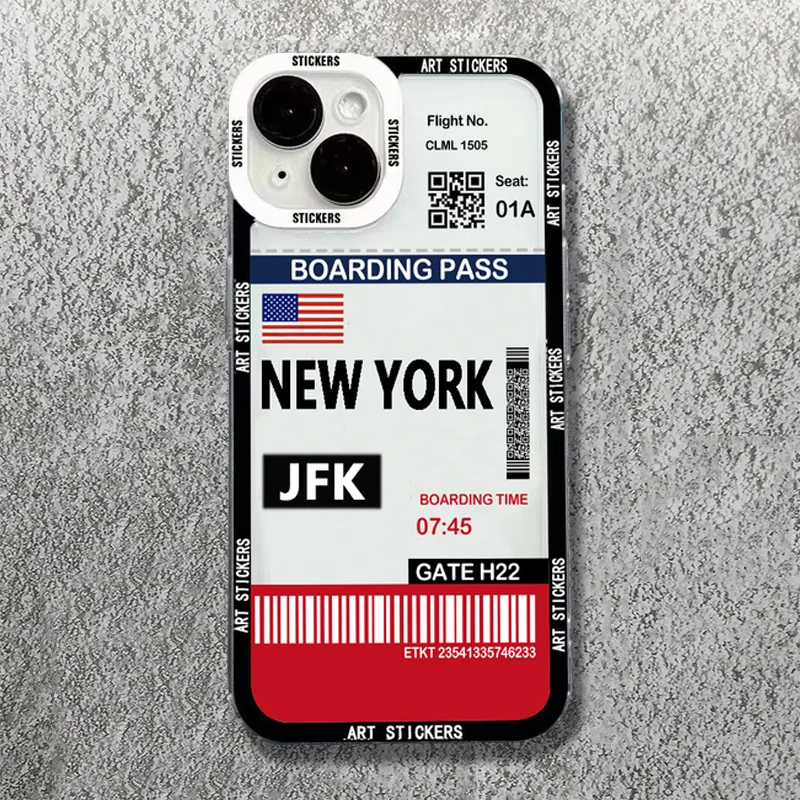 STICKERS
ART STICKERS
STICKERS
STICKERS
STICKERS
Flight No.
CLML 1505
Seat:
01A
ART STICKERS
BOARDING PASS
ART STICKERS
NEW YORK
ART STICKERS
JFK
BOARDING TIME
07:45
GATE H22
ART STICKERS
ART STICKERS
ETKT 23541335746233
ART STICKERS